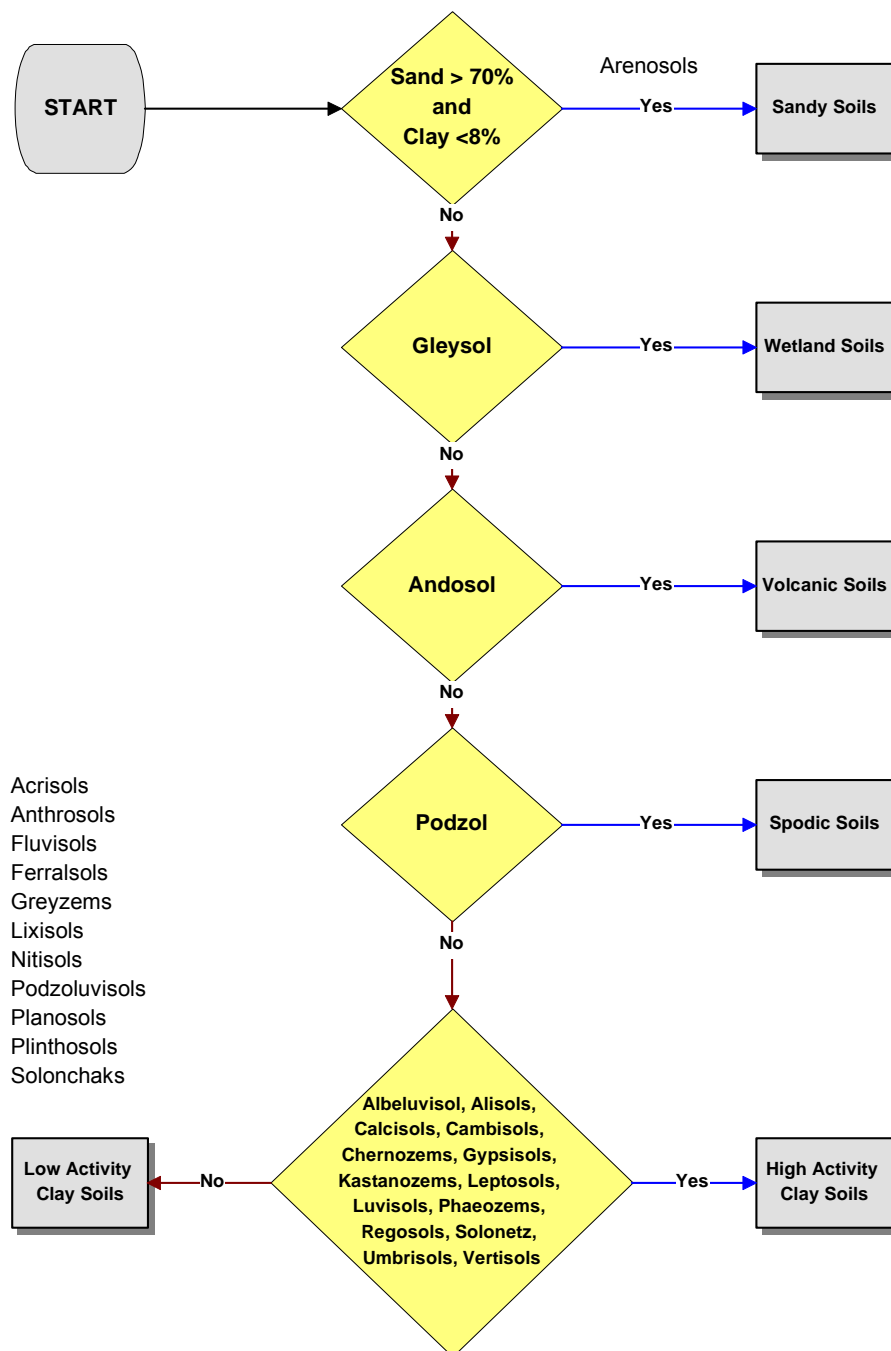 START
Sand > 70%
and
Clay <8%
Arenosols
Yes
Sandy Soils
No
Gleysol
Yes
Wetland Soils
No
Andosol
Yes
Volcanic Soils
No
Podzol
Yes
Spodic Soils
No
Acrisols
Anthrosols
Fluvisols
Ferralsols
Greyzems
Lixisols
Nitisols
Podzoluvisols
Planosols
Plinthosols
Solonchaks
Low Activity
Clay Soils
No
Albeluvisol, Alisols,
Calcisols, Cambisols,
Chernozems, Gypsisols,
Kastanozems, Leptosols,
Luvisols, Phaeozems,
Regosols, Solonetz,
Umbrisols, Vertisols
Yes
High Activity
Clay Soils